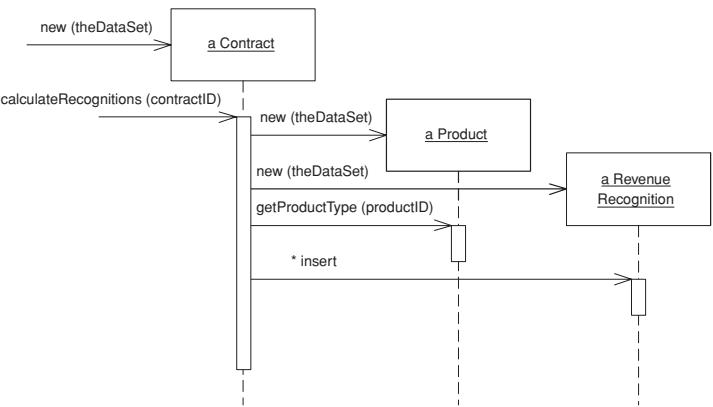 new (theDataSet)
a Contract
calculateRecognitions (contractID)
new (theDataSet)
a Product
new (theDataSet)
a Revenue
Recognition
getProductType (productID)
* insert